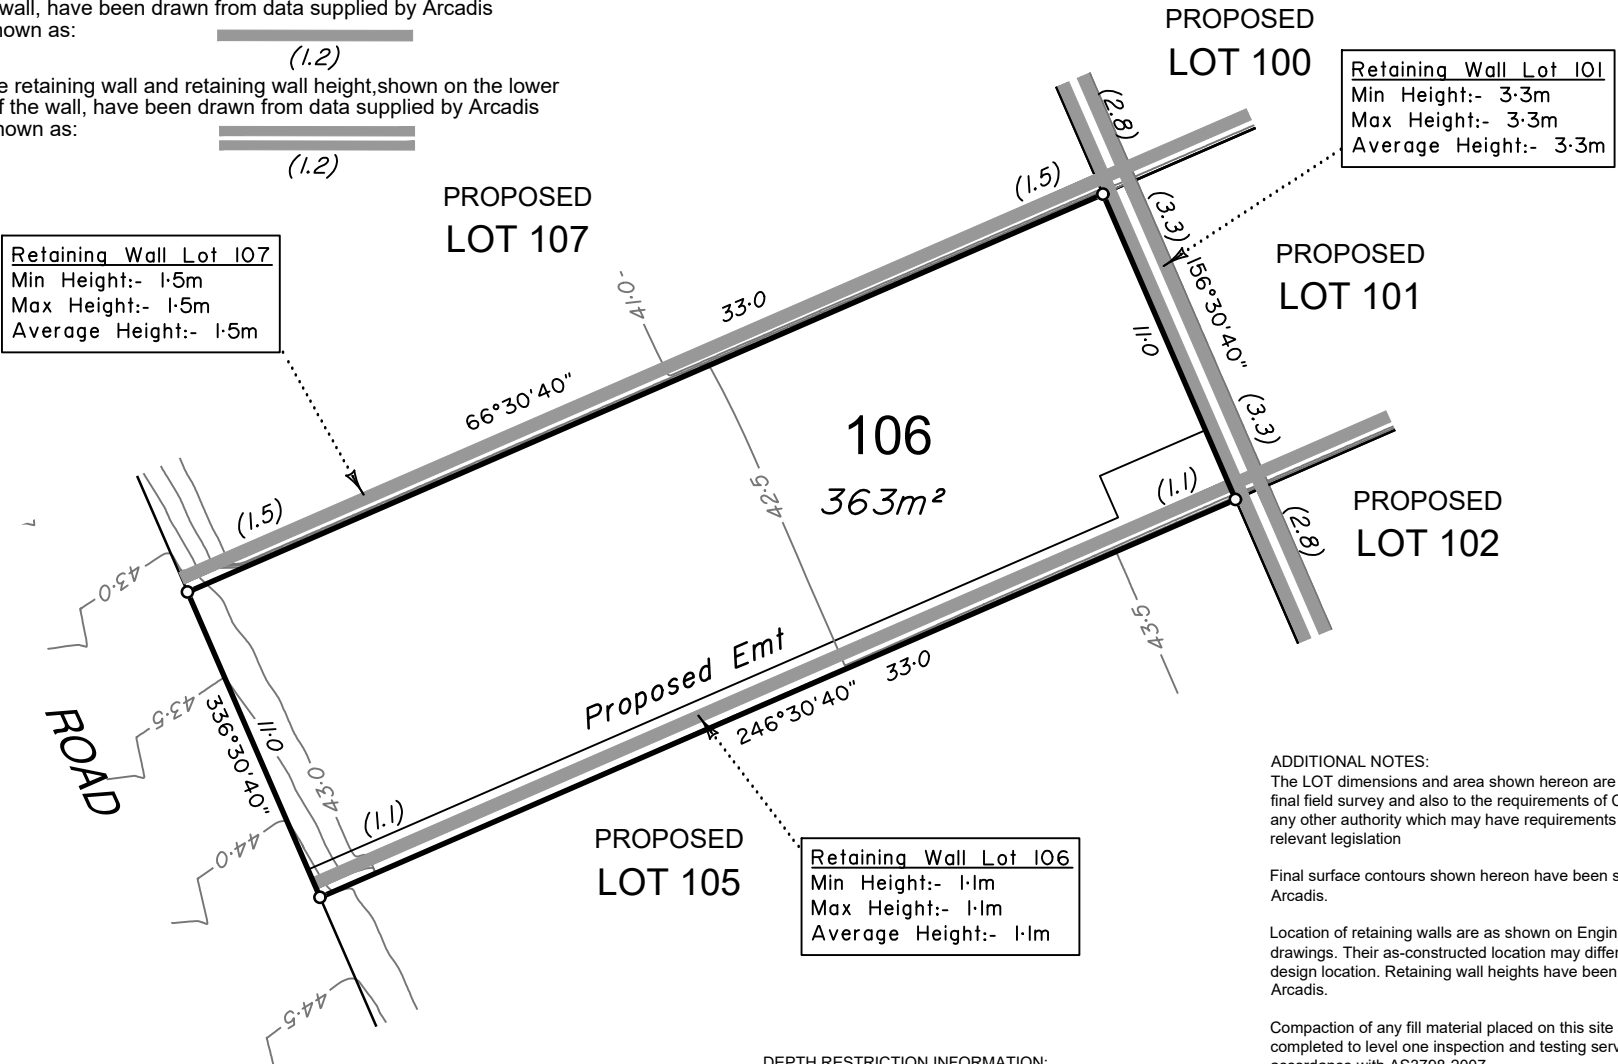 wall, have been drawn from data supplied by Arcadis
nown as:
(1.2)
e retaining wall and retaining wall height,shown on the lower
f the wall, have been drawn from data supplied by Arcadis
nown as:
(1.2)
PROPOSED
LOT 100
Retaining Wall Lot 101
Min Height:- 3·3m
Max Height:- 3·3m
Average Height:- 3·3m
(2.8)
(1.5)
(3.3)
156°30'40"
PROPOSED
LOT 107
PROPOSED
LOT 101
Retaining Wall Lot 107
Min Height:- 1·5m
Max Height:- 1·5m
Average Height:- 1·5m
41·0
33·0
11·0
66°30'40"
(3.3)
106
363m²
42·5
(1.1)
(1.5)
PROPOSED
LOT 102
(2.8)
43·0
43·5
43·5
Proposed Emt
33·0
246°30'40"
336°30'40"
11·0
ROAD
43·0
(1.1)
44·0
PROPOSED
LOT 105
Retaining Wall Lot 106
Min Height:- 1·1m
Max Height:- 1·1m
Average Height:- 1·1m
44·5
ADDITIONAL NOTES:
The LOT dimensions and area shown hereon are
final field survey and also to the requirements of
any other authority which may have requirements
relevant legislation
Final surface contours shown hereon have been s
Arcadis.
Location of retaining walls are as shown on Engin
drawings. Their as-constructed location may differ
design location. Retaining wall heights have been
Arcadis.
Compaction of any fill material placed on this site
completed to level one inspection and testing serv
accordance with AS3798-2007
DEPTH RESTRICTION INFORMATION: